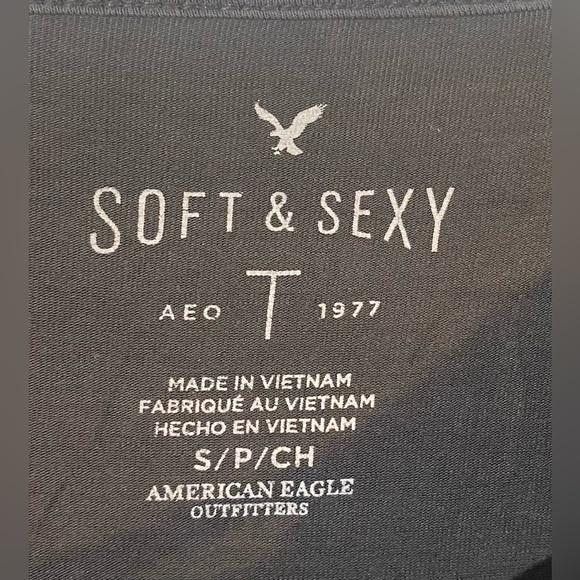 SOFT & SEXY
AEO T 1977
MADE IN VIETNAM
FABRIQUÉ AU VIETNAM
HECHO EN VIETNAM
S/P/CH
AMERICAN EAGLE
OUTFITTERS